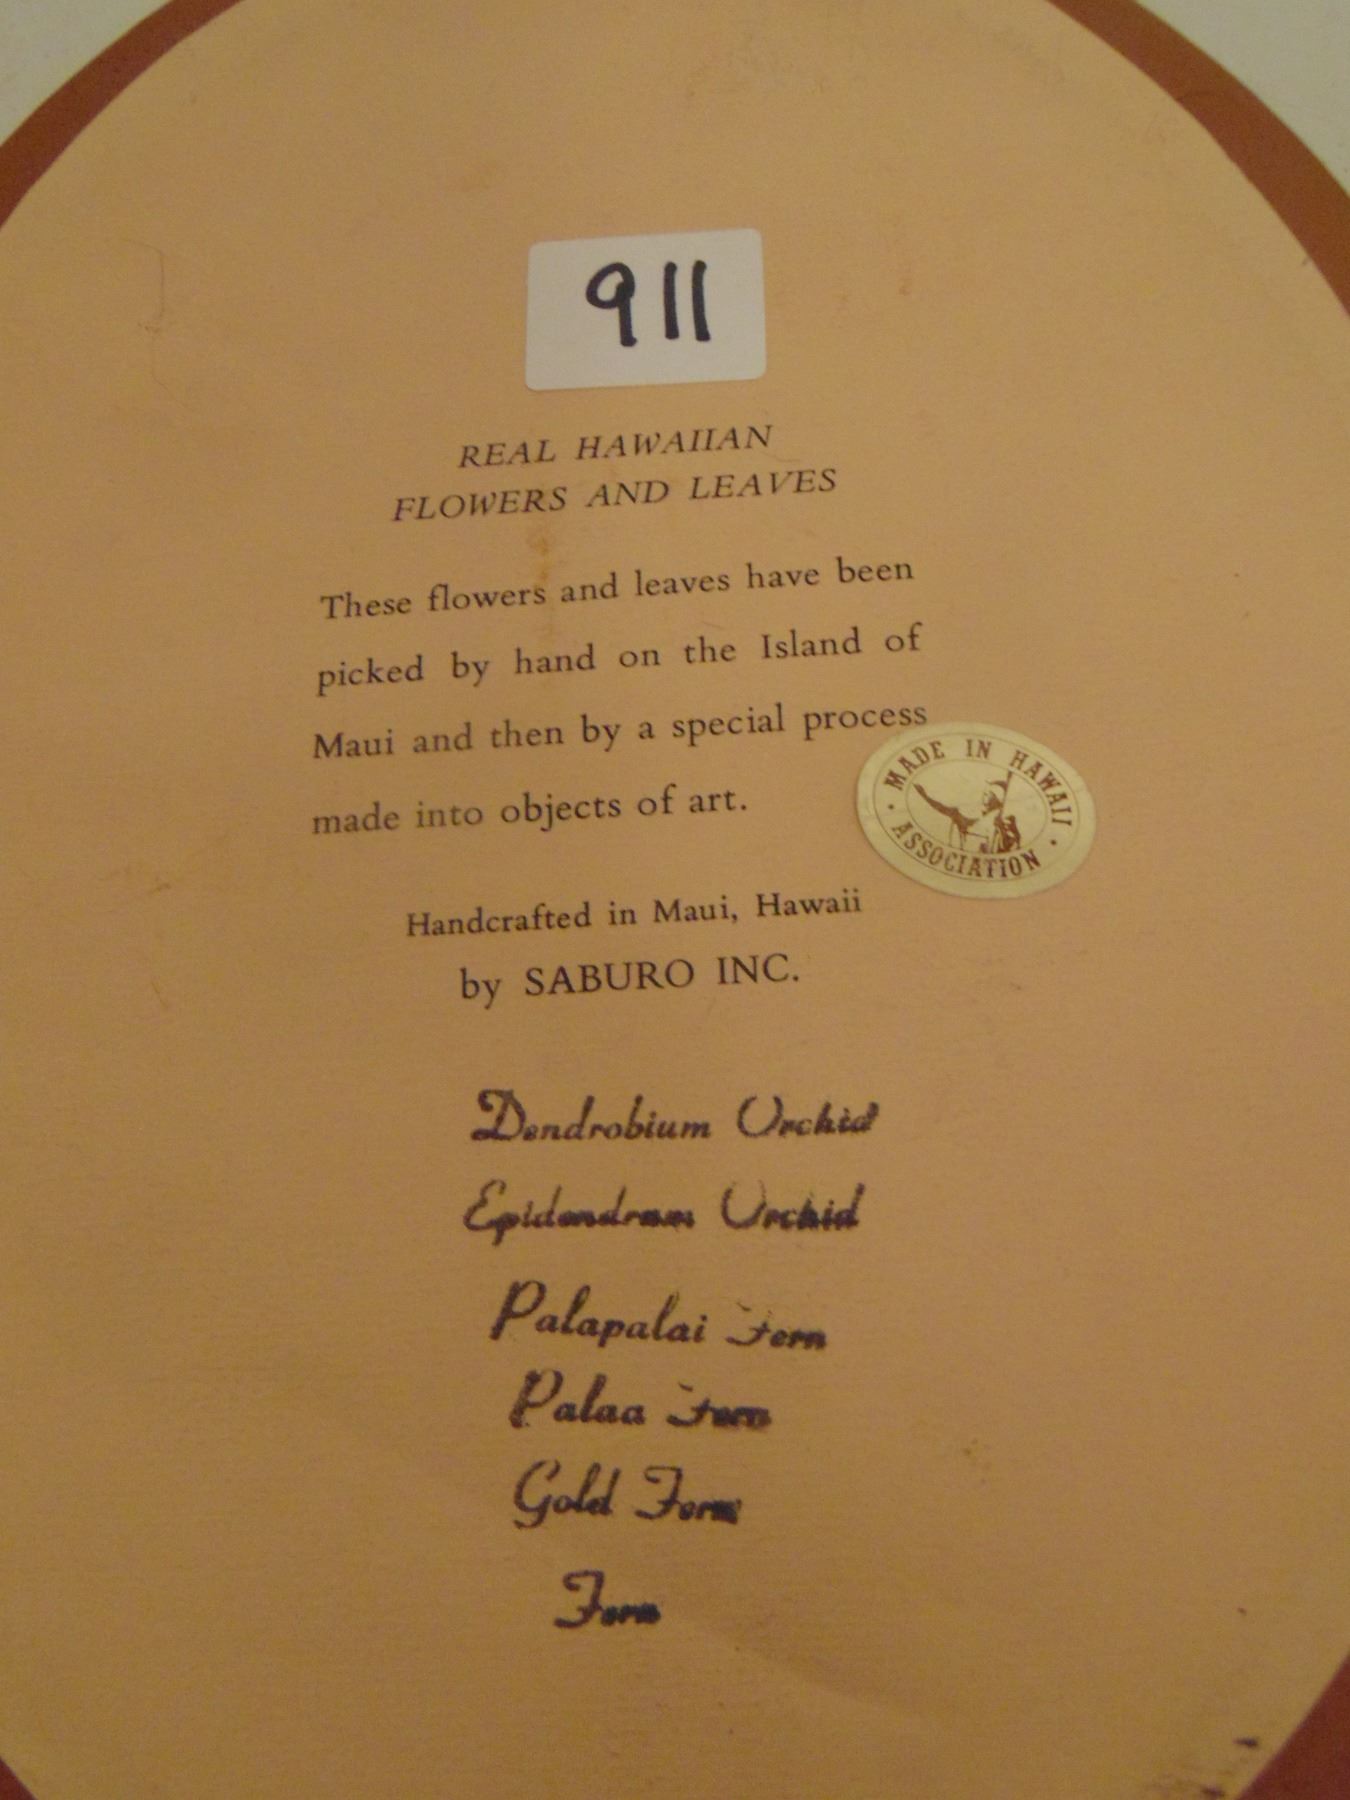 911
REAL HAWAIIAN
FLOWERS AND LEAVES
These flowers and leaves have been
picked by hand on the Island of
Maui and then by a special process
made into objects of art.
MADE IN HAWAII
ASSOCIATION
Handcrafted in Maui, Hawaii
by SABURO INC.
Dendrobium Orchid
Epidendrum Orchid
Palapalai Fern
Palaa Fern
Gold Fern
Fern